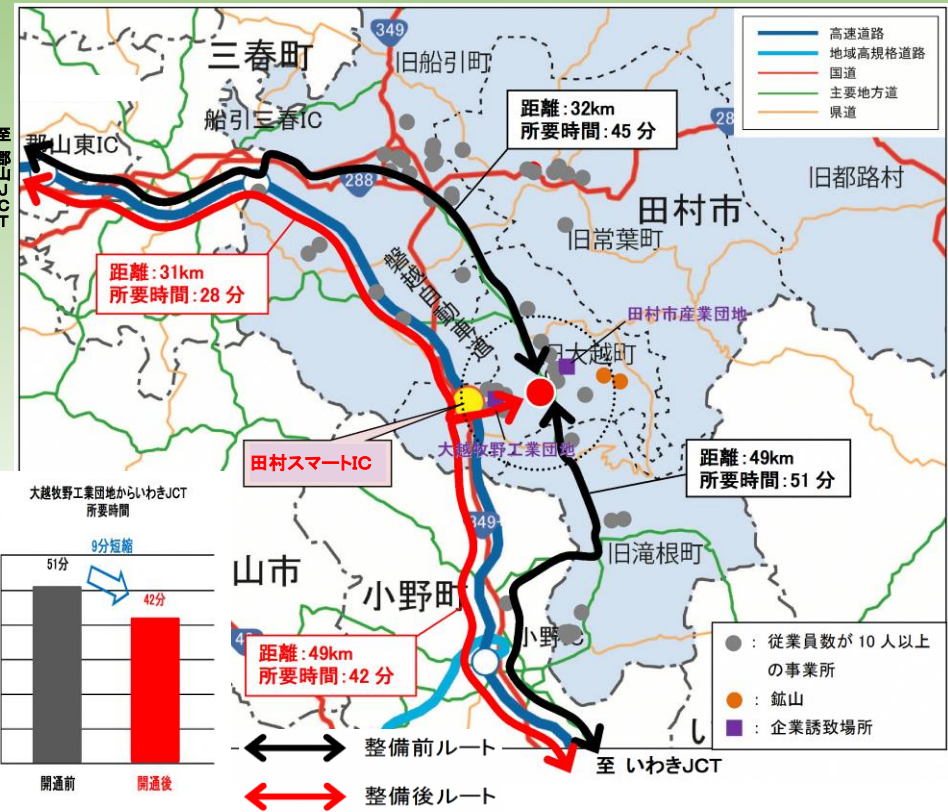 349
三春町
旧船引町
高速道路
地域高規格道路
国道
主要地方道
県道
船引三春IC
距離:32km
所要時間:45 分
28
至 郡山JCT
郡山東IC
288
旧都路村
田村市
旧常葉町
距離:31km
所要時間:28 分
磐越自動車道
田村市産業団地
旧大越町
田村スマートIC
大越牧野工業団地
距離:49km
所要時間:51 分
大越牧野工業団地からいわきJCT
所要時間
9分短縮
51分
42分
開通前
開通後
349
旧滝根町
山市
小野町
小野IC
距離:49km
所要時間:42 分
: 従業員数が 10 人以上
の事業所
: 鉱山
: 企業誘致場所
い
整備前ルート
至 いわきJCT
整備後ルート